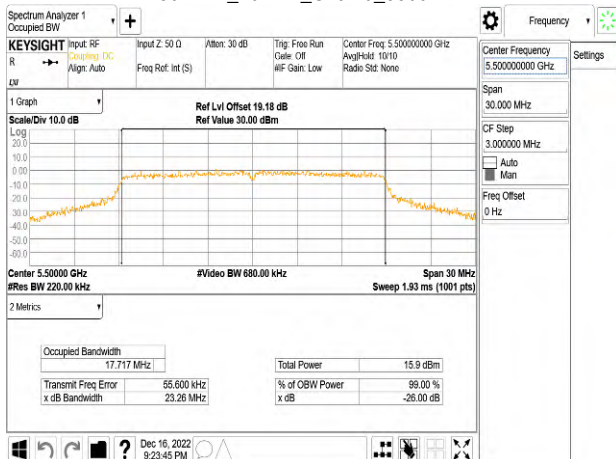 Spectrum Analyzer 1
Occupied BW
+
Frequency
KEYSIGHT
R
Input: RF
Coupling: DC
Align: Auto
Input Z: 50 Ω
Freq Ref: Int (S)
Atten: 30 dB
Trig: Free Run
Gate: Off
#IF Gain: Low
Center Freq: 5.500000000 GHz
Avg|Hold: 10/10
Radio Std: None
Center Frequency
5.500000000 GHz
Settings
Span
30.000 MHz
CF Step
3.000000 MHz
Auto
Man
Freq Offset
0 Hz
1 Graph
Scale/Div 10.0 dB
Ref Lvl Offset 19.18 dB
Ref Value 30.00 dBm
Log
20.0
10.0
0.00
-10.0
-20.0
-30.0
-40.0
-50.0
-60.0
Center 5.50000 GHz
#Res BW 220.00 kHz
#Video BW 680.00 kHz
Span 30 MHz
Sweep 1.93 ms (1001 pts)
2 Metrics
Occupied Bandwidth
17.717 MHz
Total Power 15.9 dBm
Transmit Freq Error 55.600 kHz
% of OBW Power 99.00 %
x dB Bandwidth 23.26 MHz
x dB -26.00 dB
?
Dec 16, 2022
9:23:45 PM